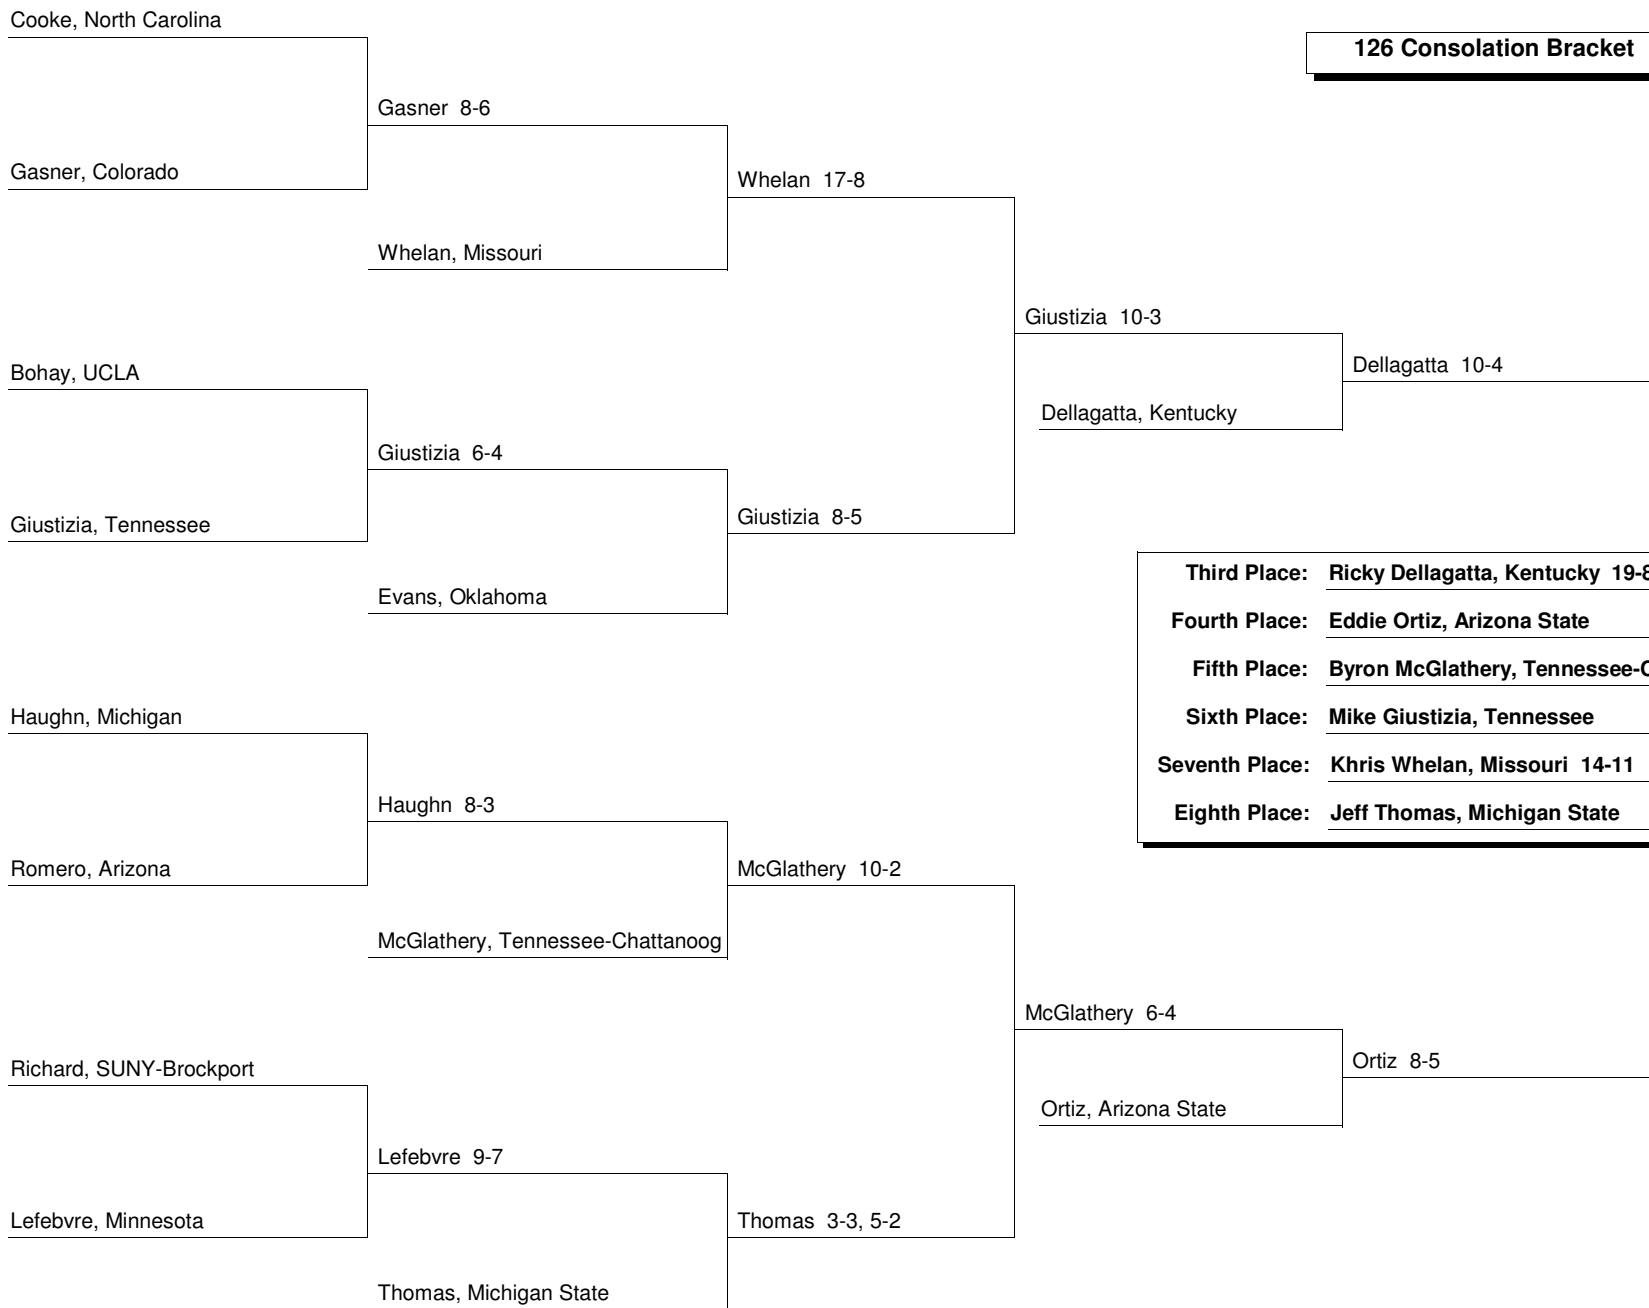 Cooke, North Carolina
126 Consolation Bracket
Gasner 8-6
Gasner, Colorado
Whelan 17-8
Whelan, Missouri
Giustizia 10-3
Bohay, UCLA
Dellagatta 10-4
Dellagatta, Kentucky
Giustizia 6-4
Giustizia, Tennessee
Giustizia 8-5
Evans, Oklahoma
Third Place: Ricky Dellagatta, Kentucky 19-8
Fourth Place: Eddie Ortiz, Arizona State
Fifth Place: Byron McGlathery, Tennessee-C
Sixth Place: Mike Giustizia, Tennessee
Seventh Place: Khris Whelan, Missouri 14-11
Eighth Place: Jeff Thomas, Michigan State
Haughn, Michigan
Haughn 8-3
Romero, Arizona
McGlathery 10-2
McGlathery, Tennessee-Chattanoog
McGlathery 6-4
Richard, SUNY-Brockport
Ortiz 8-5
Ortiz, Arizona State
Lefebvre 9-7
Lefebvre, Minnesota
Thomas 3-3, 5-2
Thomas, Michigan State